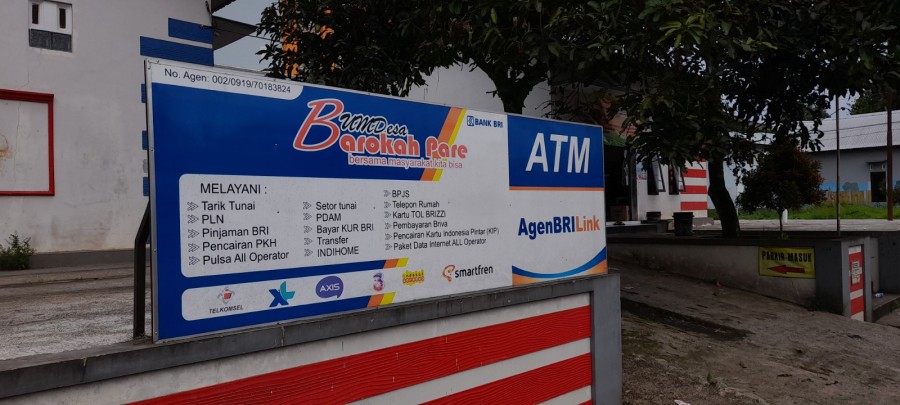 No. Agen: 002/0919/70183824
BUMDesa
Barokah Pare
bersama masyarakat kita bisa
BANK BRI
ATM
AgenBRILink
MELAYANI :
Tarik Tunai
PLN
Pinjaman BRI
Pencairan PKH
Pulsa All Operator
Setor tunai
PDAM
Bayar KUR BRI
Transfer
INDIHOME
BPJS
Telepon Rumah
Kartu TOL BRIZZI
Pembayaran Briva
Pencairan Kartu Indonesia Pintar (KIP)
Paket Data Internet ALL Operator
TELKOMSEL
XL
AXIS
3
smartfren
PARKIR MASUK